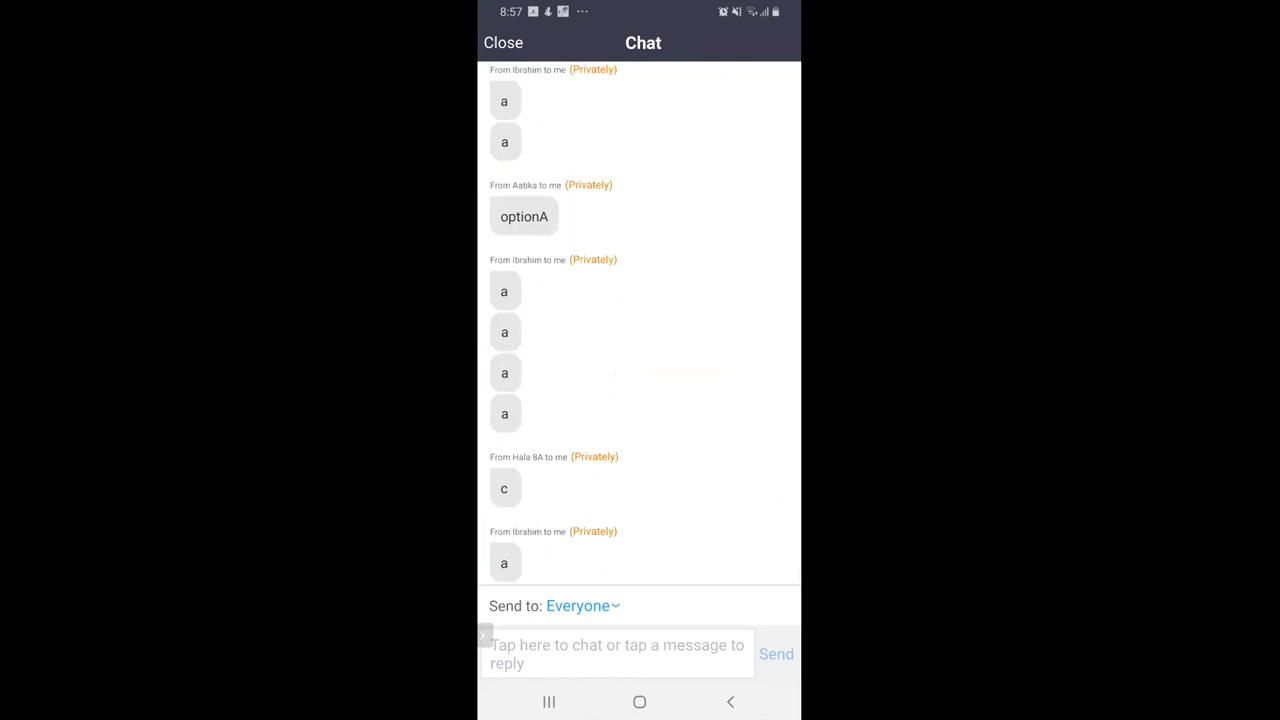 8:57
Close Chat
From Ibrahim to me (Privately)
a
a
From Aatika to me (Privately)
optionA
From Ibrahim to me (Privately)
a
a
a
a
From Hala 8A to me (Privately)
c
From Ibrahim to me (Privately)
a
Send to: Everyone
Tap here to chat or tap a message to
reply
Send